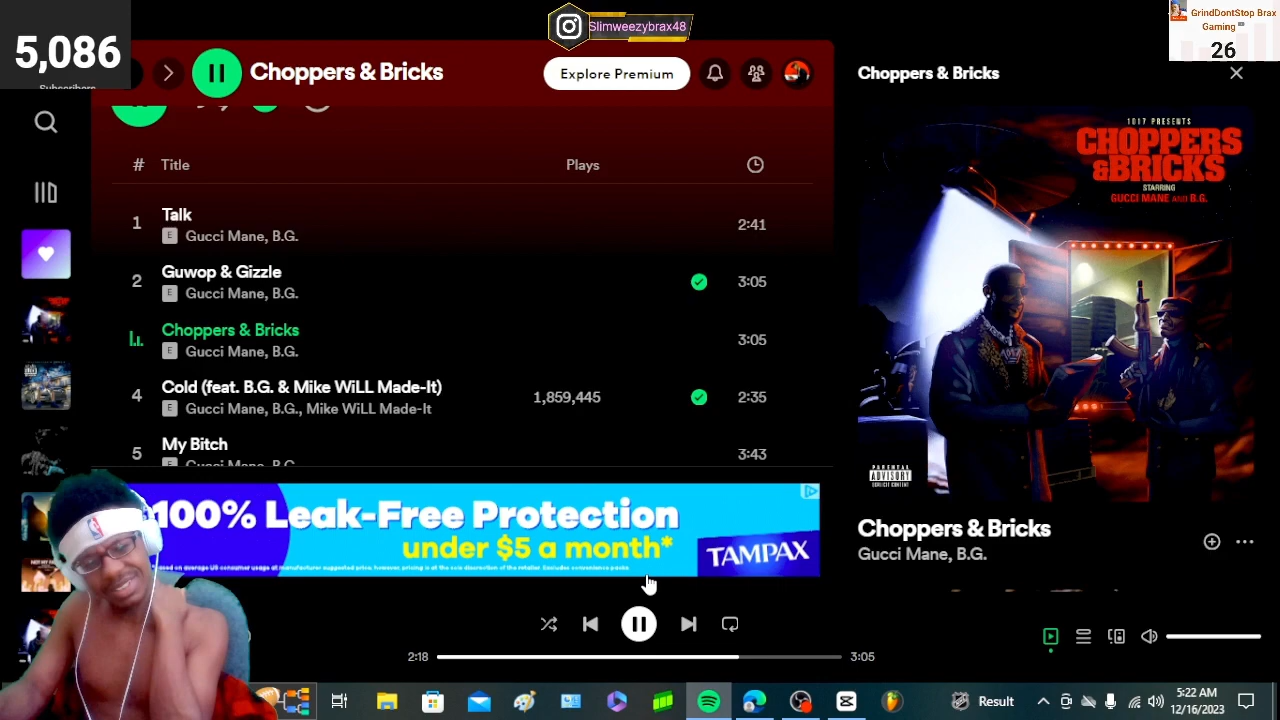 5,086
Subscribers
Slimweezybrax48
GrindDontStop Brax
Gaming
26
Choppers & Bricks
Explore Premium
# Title Plays
1 Talk 2:41
E Gucci Mane, B.G.
2 Guwop & Gizzle 3:05
E Gucci Mane, B.G.
Choppers & Bricks 3:05
E Gucci Mane, B.G.
4 Cold (feat. B.G. & Mike WiLL Made-It) 1,859,445 2:35
E Gucci Mane, B.G., Mike WiLL Made-It
5 My Bitch 3:43
E Gucci Mane, B.G.
100% Leak-Free Protection
under $5 a month*
TAMPAX
2:18 3:05
Choppers & Bricks
1017 PRESENTS
CHOPPERS
&BRICKS
STARRING
GUCCI MANE AND B.G.
PARENTAL
ADVISORY
EXPLICIT CONTENT
Choppers & Bricks
Gucci Mane, B.G.
NBA
Result
5:22 AM
12/16/2023